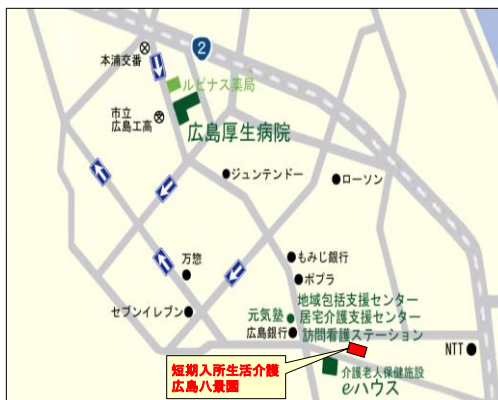 2
本浦交番
ルピナス薬局
市立
広島工高
広島厚生病院
ジュンテンドー
ローソン
万惣
もみじ銀行
ポプラ
セブンイレブン
元気塾
広島銀行
地域包括支援センター
居宅介護支援センター
訪問看護ステーション
NTT
短期入所生活介護
広島八景園
介護老人保健施設
eハウス